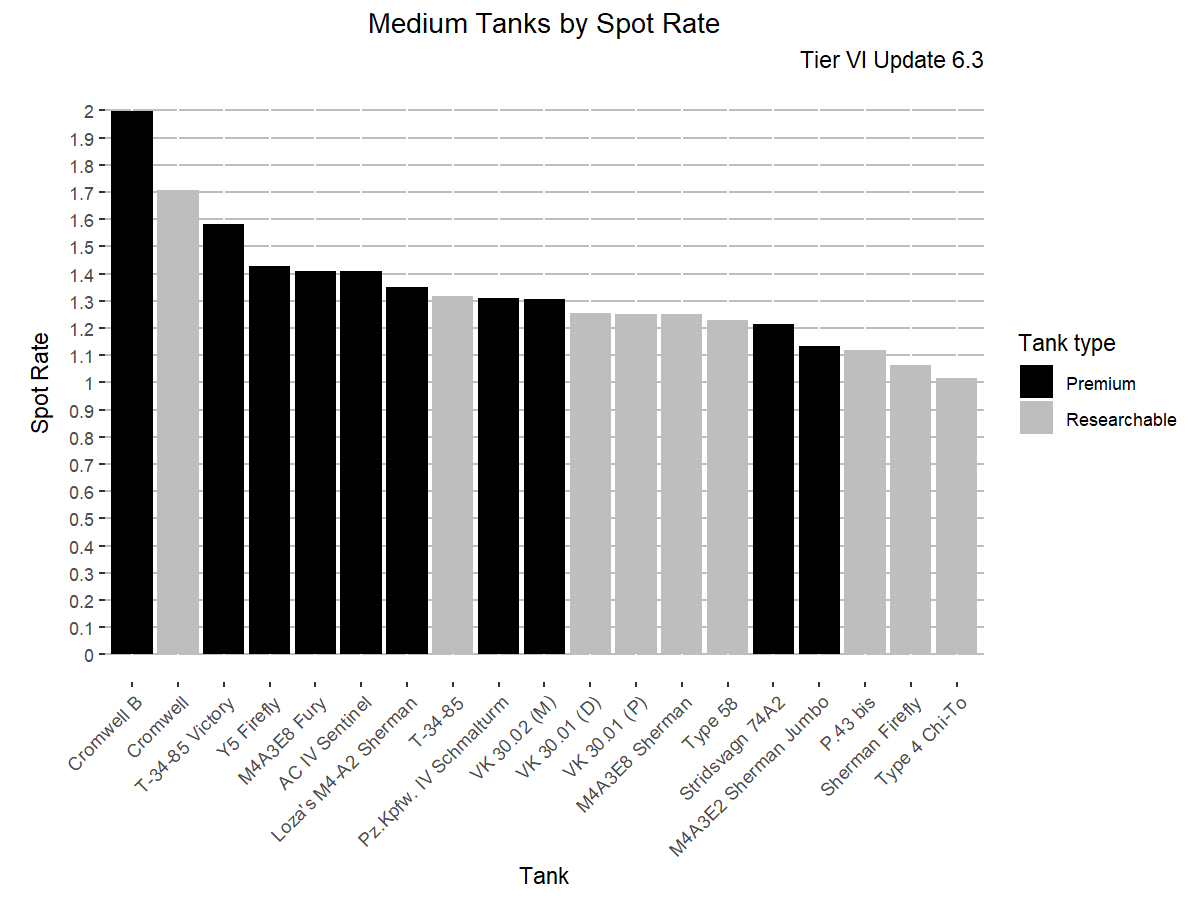 Medium Tanks by Spot Rate
Tier VI Update 6.3
2
1.9
1.8
1.7
1.6
1.5
1.4
1.3
1.2
1.1
1
0.9
0.8
0.7
0.6
0.5
0.4
0.3
0.2
0.1
0
Spot Rate
Cromwell B
Cromwell
T-34-85 Victory
Y5 Firefly
M4A3E8 Fury
AC IV Sentinel
Loza's M4-A2 Sherman
T-34-85
Pz.Kpfw. IV Schmalturm
VK 30.02 (M)
VK 30.01 (D)
VK 30.01 (P)
M4A3E8 Sherman
Type 58
Stridsvagn 74A2
M4A3E2 Sherman Jumbo
P.43 bis
Sherman Firefly
Type 4 Chi-To
Tank
Tank type
Premium
Researchable